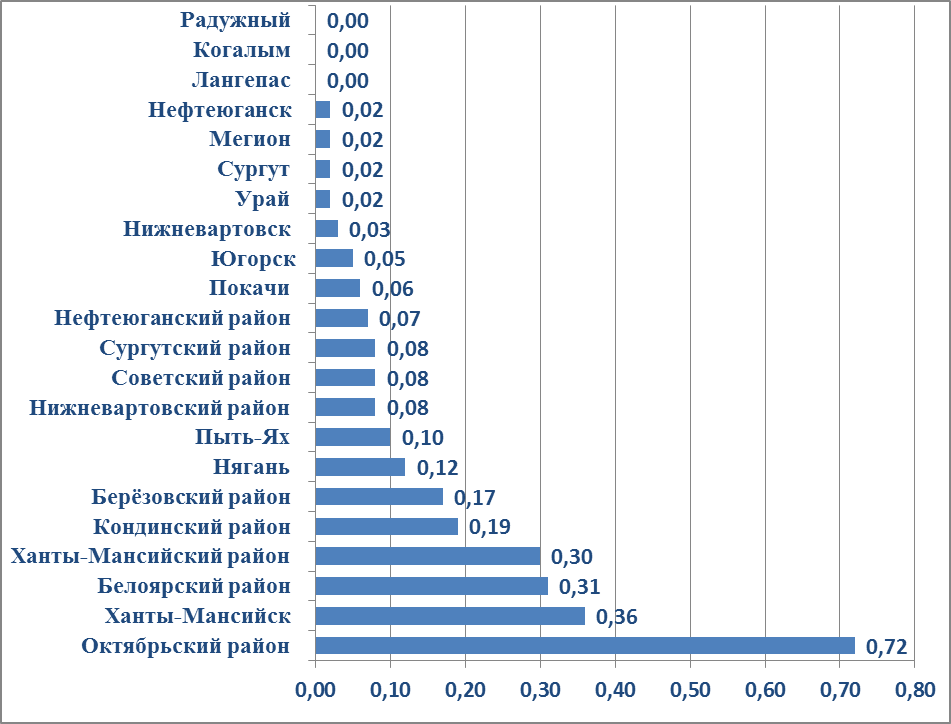 Радужный 0,00
Когалым 0,00
Лангепас 0,00
Нефтеюганск 0,02
Мегион 0,02
Сургут 0,02
Урай 0,02
Нижневартовск 0,03
Югорск 0,05
Покачи 0,06
Нефтеюганский район 0,07
Сургутский район 0,08
Советский район 0,08
Нижневартовский район 0,08
Пыть-Ях 0,10
Нягань 0,12
Берёзовский район 0,17
Кондинский район 0,19
Ханты-Мансийский район 0,30
Белоярский район 0,31
Ханты-Мансийск 0,36
Октябрьский район 0,72
0,00 0,10 0,20 0,30 0,40 0,50 0,60 0,70 0,80